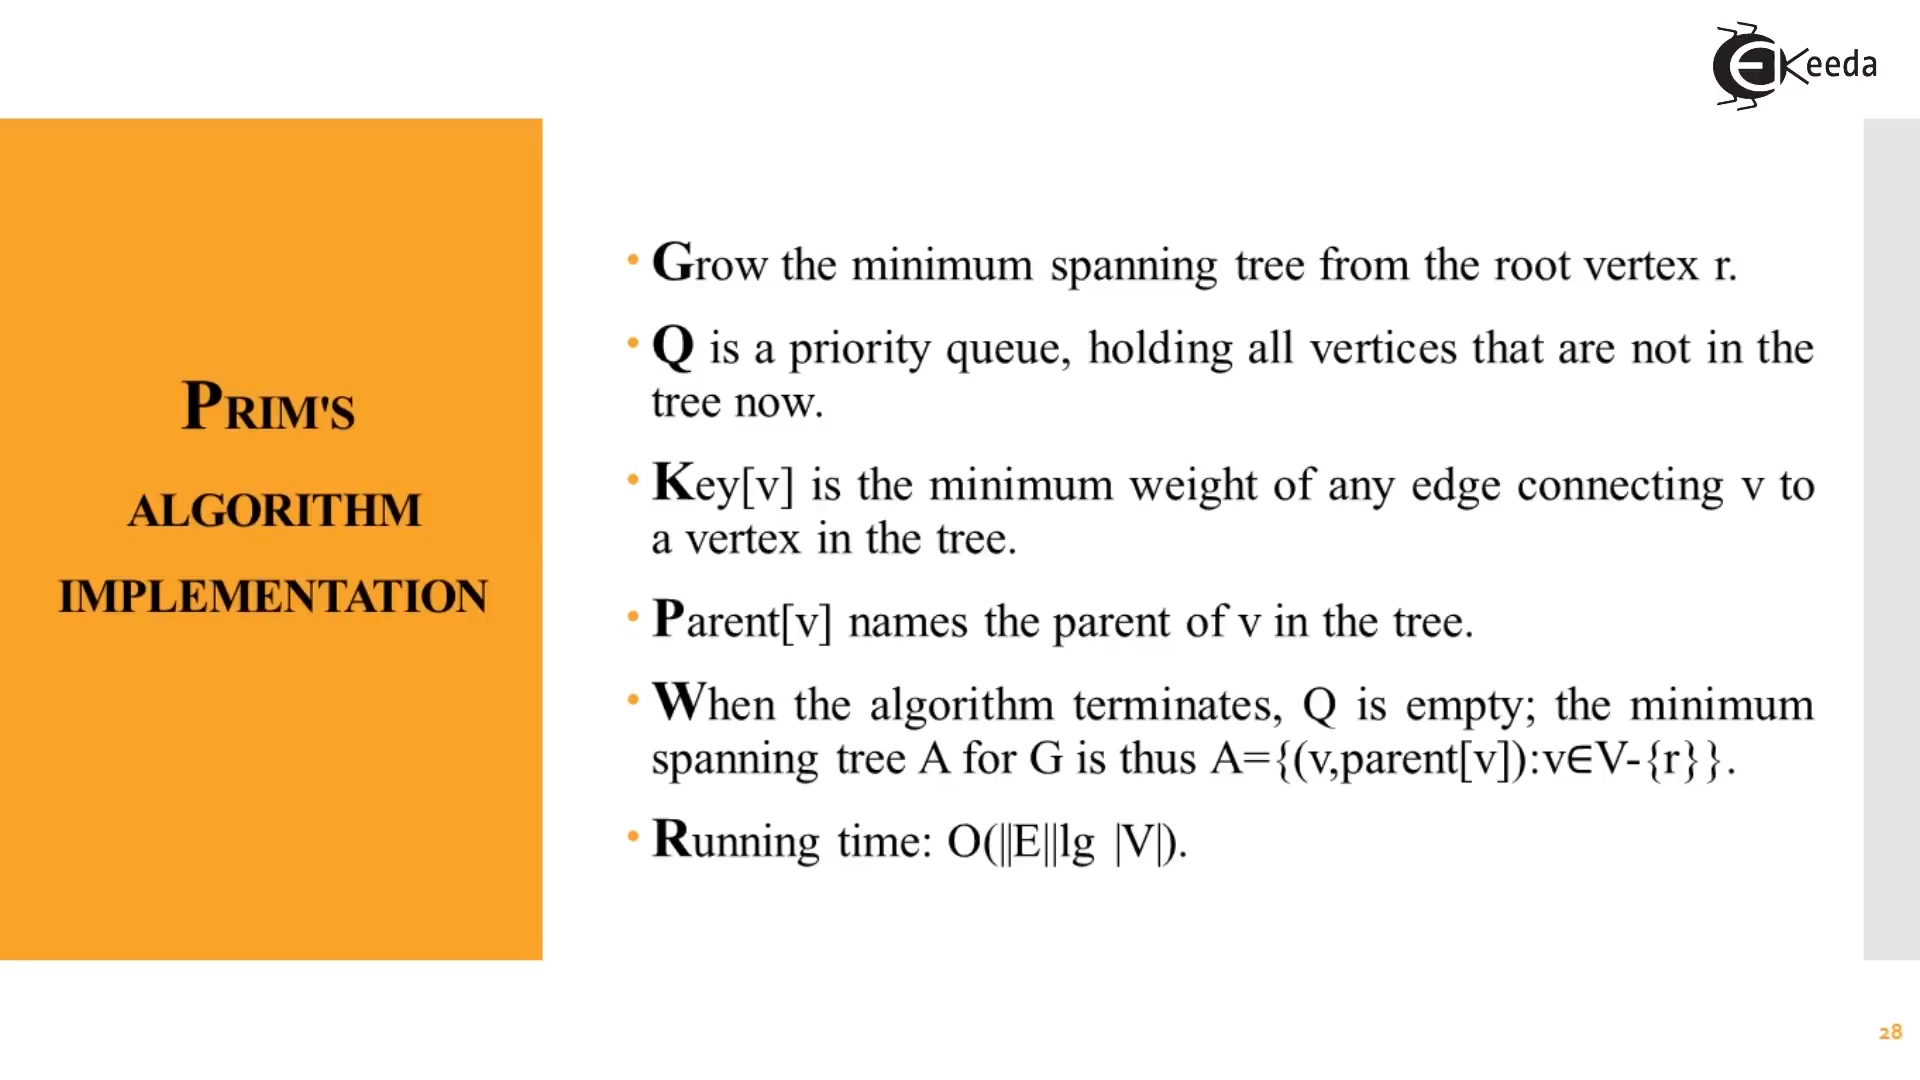 EKeeda
PRIM'S
ALGORITHM
IMPLEMENTATION
• Grow the minimum spanning tree from the root vertex r.
• Q is a priority queue, holding all vertices that are not in the
tree now.
• Key[v] is the minimum weight of any edge connecting v to
a vertex in the tree.
• Parent[v] names the parent of v in the tree.
• When the algorithm terminates, Q is empty; the minimum
spanning tree A for G is thus A={(v,parent[v]):v∈V-{r}}.
• Running time: O(||E||lg |V|).
28